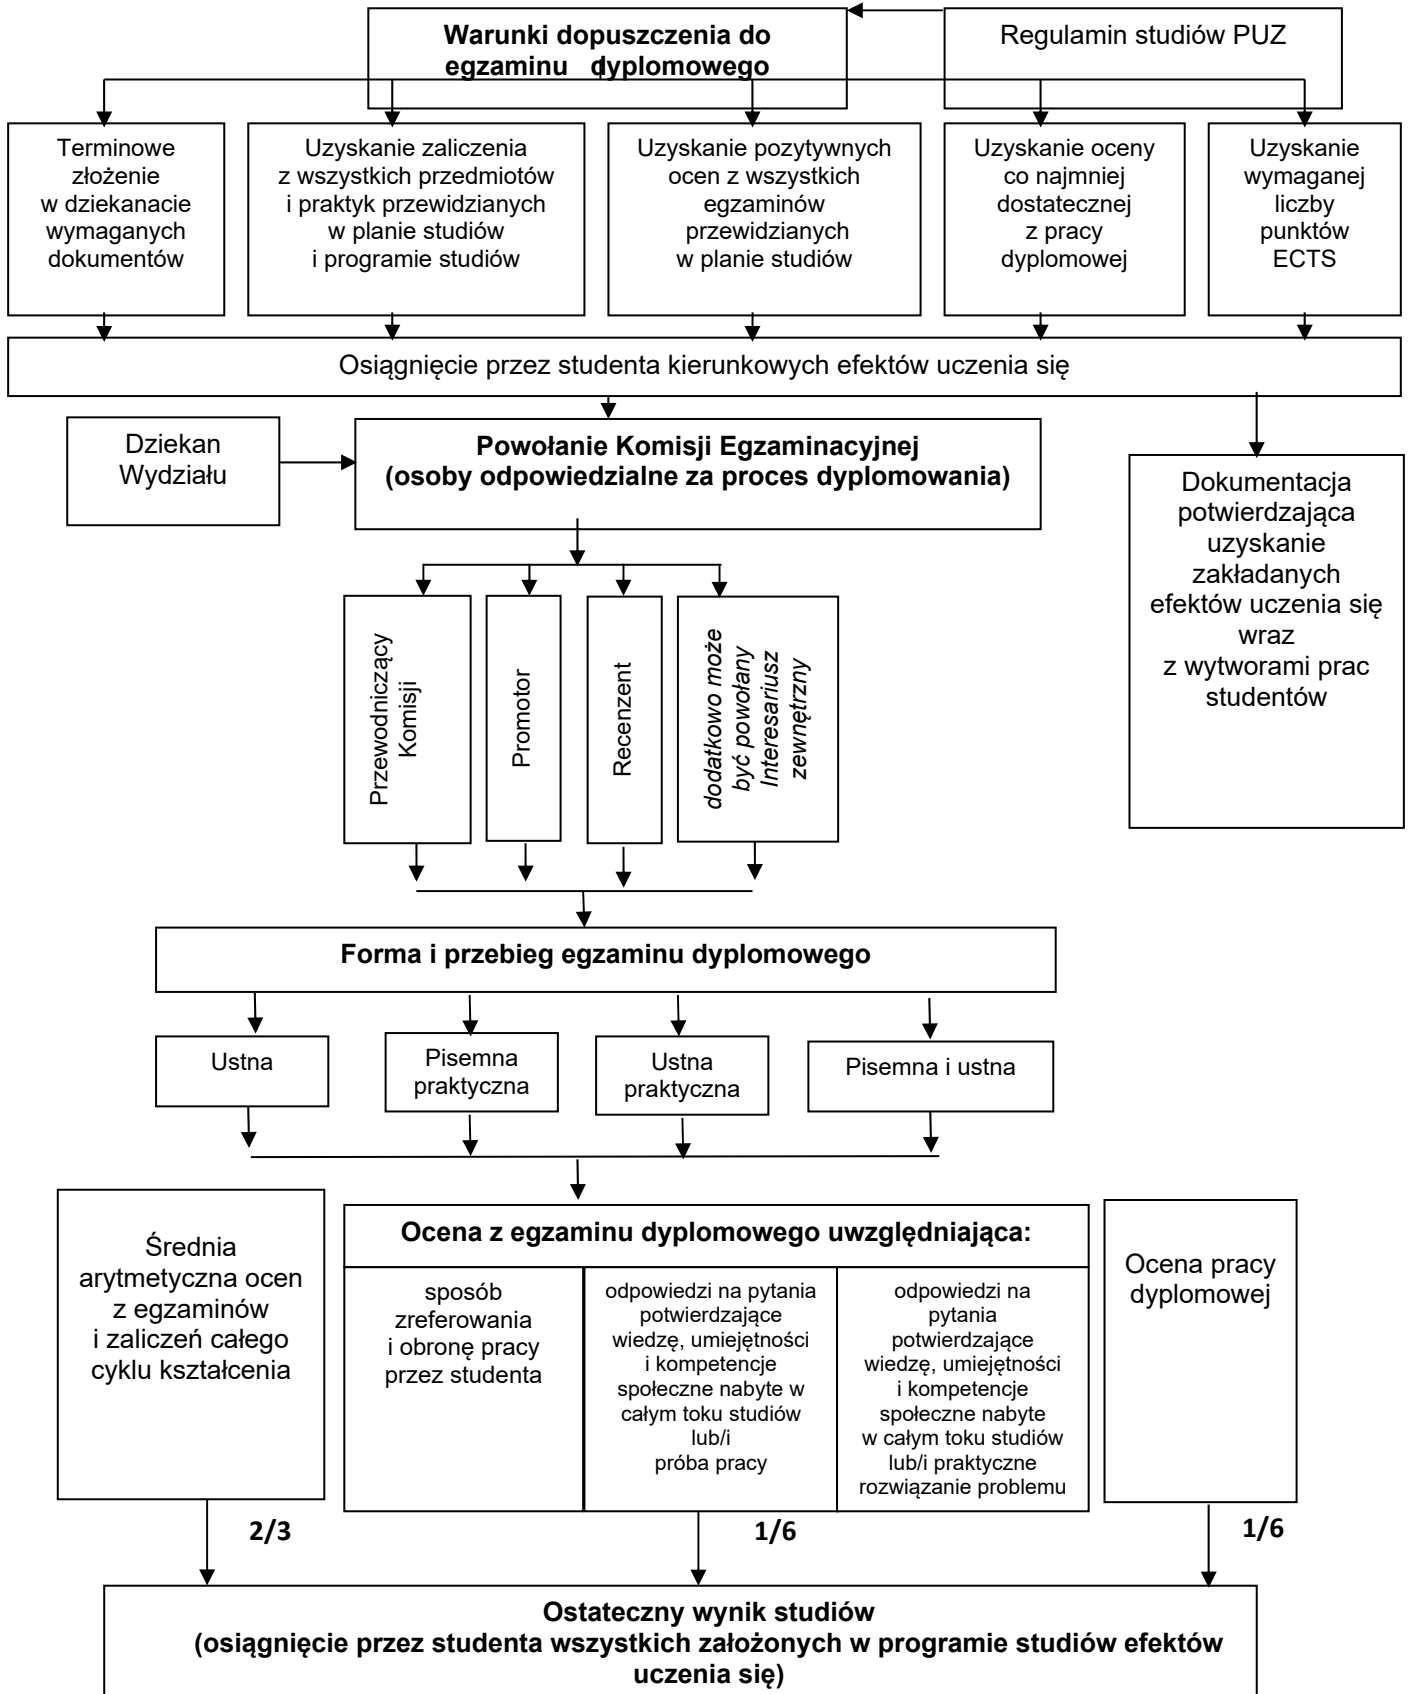 Warunki dopuszczenia do
egzaminu dyplomowego
Regulamin studiów PUZ
Terminowe
złożenie
w dziekanacie
wymaganych
dokumentów
Uzyskanie zaliczenia
z wszystkich przedmiotów
i praktyk przewidzianych
w planie studiów
i programie studiów
Uzyskanie pozytywnych
ocen z wszystkich
egzaminów
przewidzianych
w planie studiów
Uzyskanie oceny
co najmniej
dostatecznej
z pracy
dyplomowej
Uzyskanie
wymaganej
liczby
punktów
ECTS
Osiągnięcie przez studenta kierunkowych efektów uczenia się
Dziekan
Wydziału
Powołanie Komisji Egzaminacyjnej
(osoby odpowiedzialne za proces dyplomowania)
Dokumentacja
potwierdzająca
uzyskanie
zakładanych
efektów uczenia się
wraz
z wytworami prac
studentów
Przewodniczący
Komisji
Promotor
Recenzent
dodatkowo może
być powołany
Interesariusz
zewnętrzny
Forma i przebieg egzaminu dyplomowego
Ustna
Pisemna
praktyczna
Ustna
praktyczna
Pisemna i ustna
Średnia
arytmetyczna ocen
z egzaminów
i zaliczeń całego
cyklu kształcenia
Ocena z egzaminu dyplomowego uwzględniająca:
sposób
zreferowania
i obronę pracy
przez studenta
odpowiedzi na pytania
potwierdzające
wiedzę, umiejętności
i kompetencje
społeczne nabyte w
całym toku studiów
lub/i
próba pracy
odpowiedzi na
pytania
potwierdzające
wiedzę, umiejętności
i kompetencje
społeczne nabyte
w całym toku studiów
lub/i praktyczne
rozwiązanie problemu
Ocena pracy
dyplomowej
2/3
1/6
1/6
Ostateczny wynik studiów
(osiągnięcie przez studenta wszystkich założonych w programie studiów efektów
uczenia się)